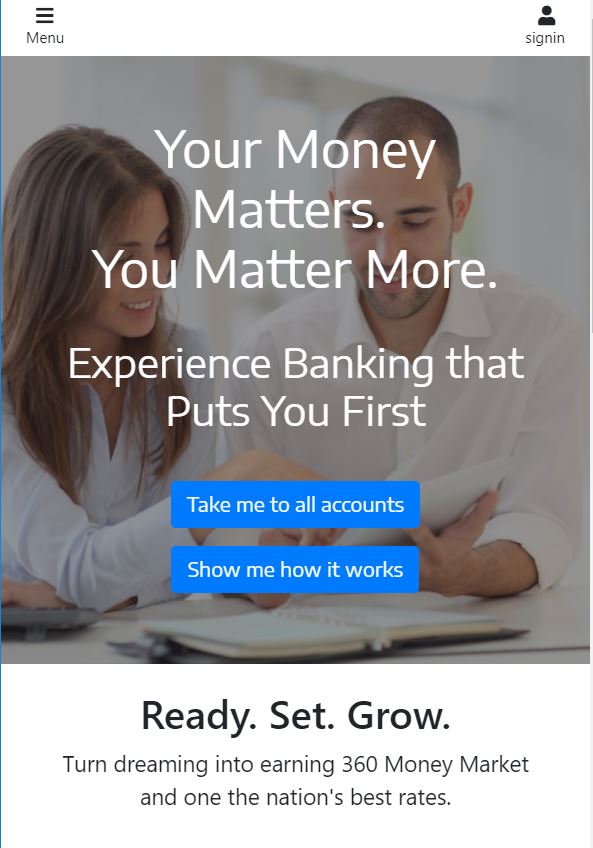 Menu
signin
Your Money
Matters.
You Matter More.
Experience Banking that
Puts You First
Take me to all accounts
Show me how it works
Ready. Set. Grow.
Turn dreaming into earning 360 Money Market
and one the nation's best rates.